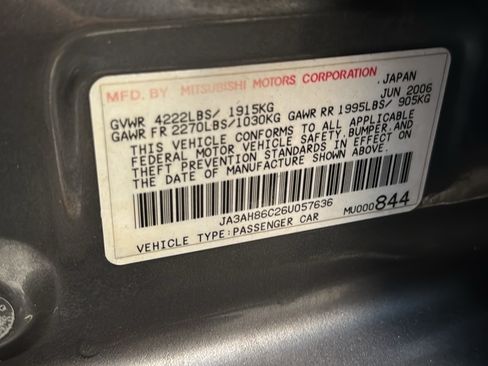 MFD. BY MITSUBISHI MOTORS CORPORATION JAPAN
JUN 2006
GVWR 4222LBS/ 1915KG
GAWR FR 2270LBS/1030KG GAWR RR 1995LBS/ 905KG
THIS VEHICLE CONFORMS TO ALL APPLICABLE
FEDERAL MOTOR VEHICLE SAFETY,BUMPER,AND
THEFT PREVENTION STANDARDS IN EFFECT ON
THE DATE OF MANUFACTURE SHOWN ABOVE.
JA3AH86C26U057636
MU000844
VEHICLE TYPE:PASSENGER CAR